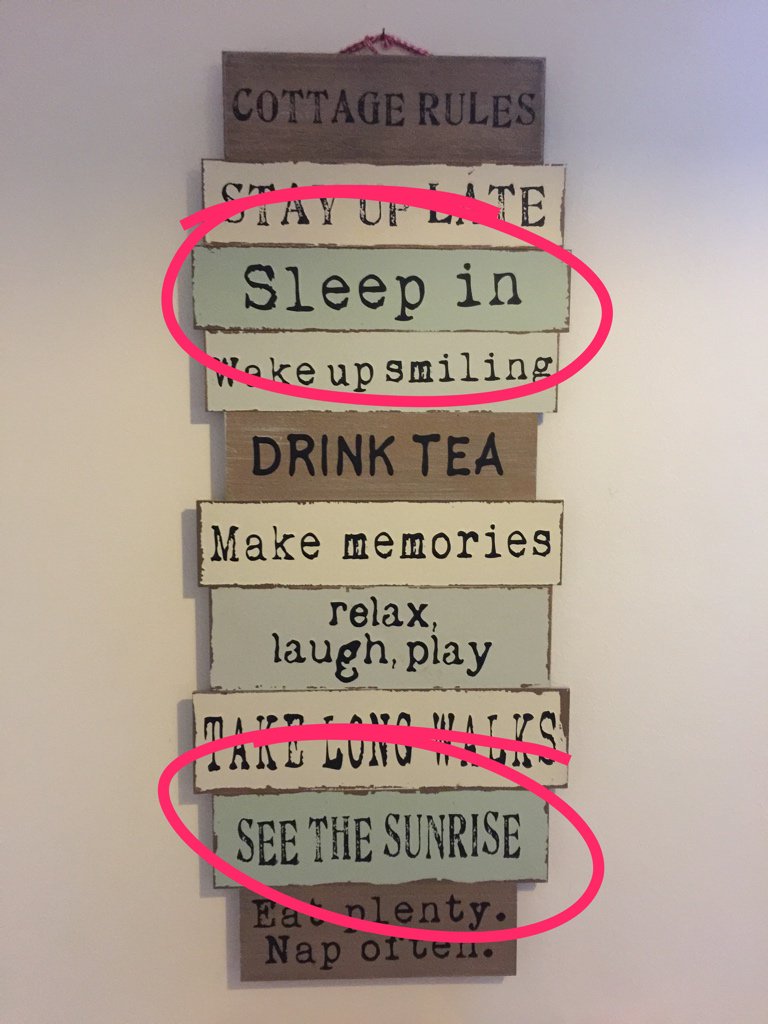 COTTAGE RULES
STAY UP LATE
Sleep in
Wake up smiling
DRINK TEA
Make memories
relax,
laugh, play
TAKE LONG WALKS
SEE THE SUNRISE
Eat plenty.
Nap often.